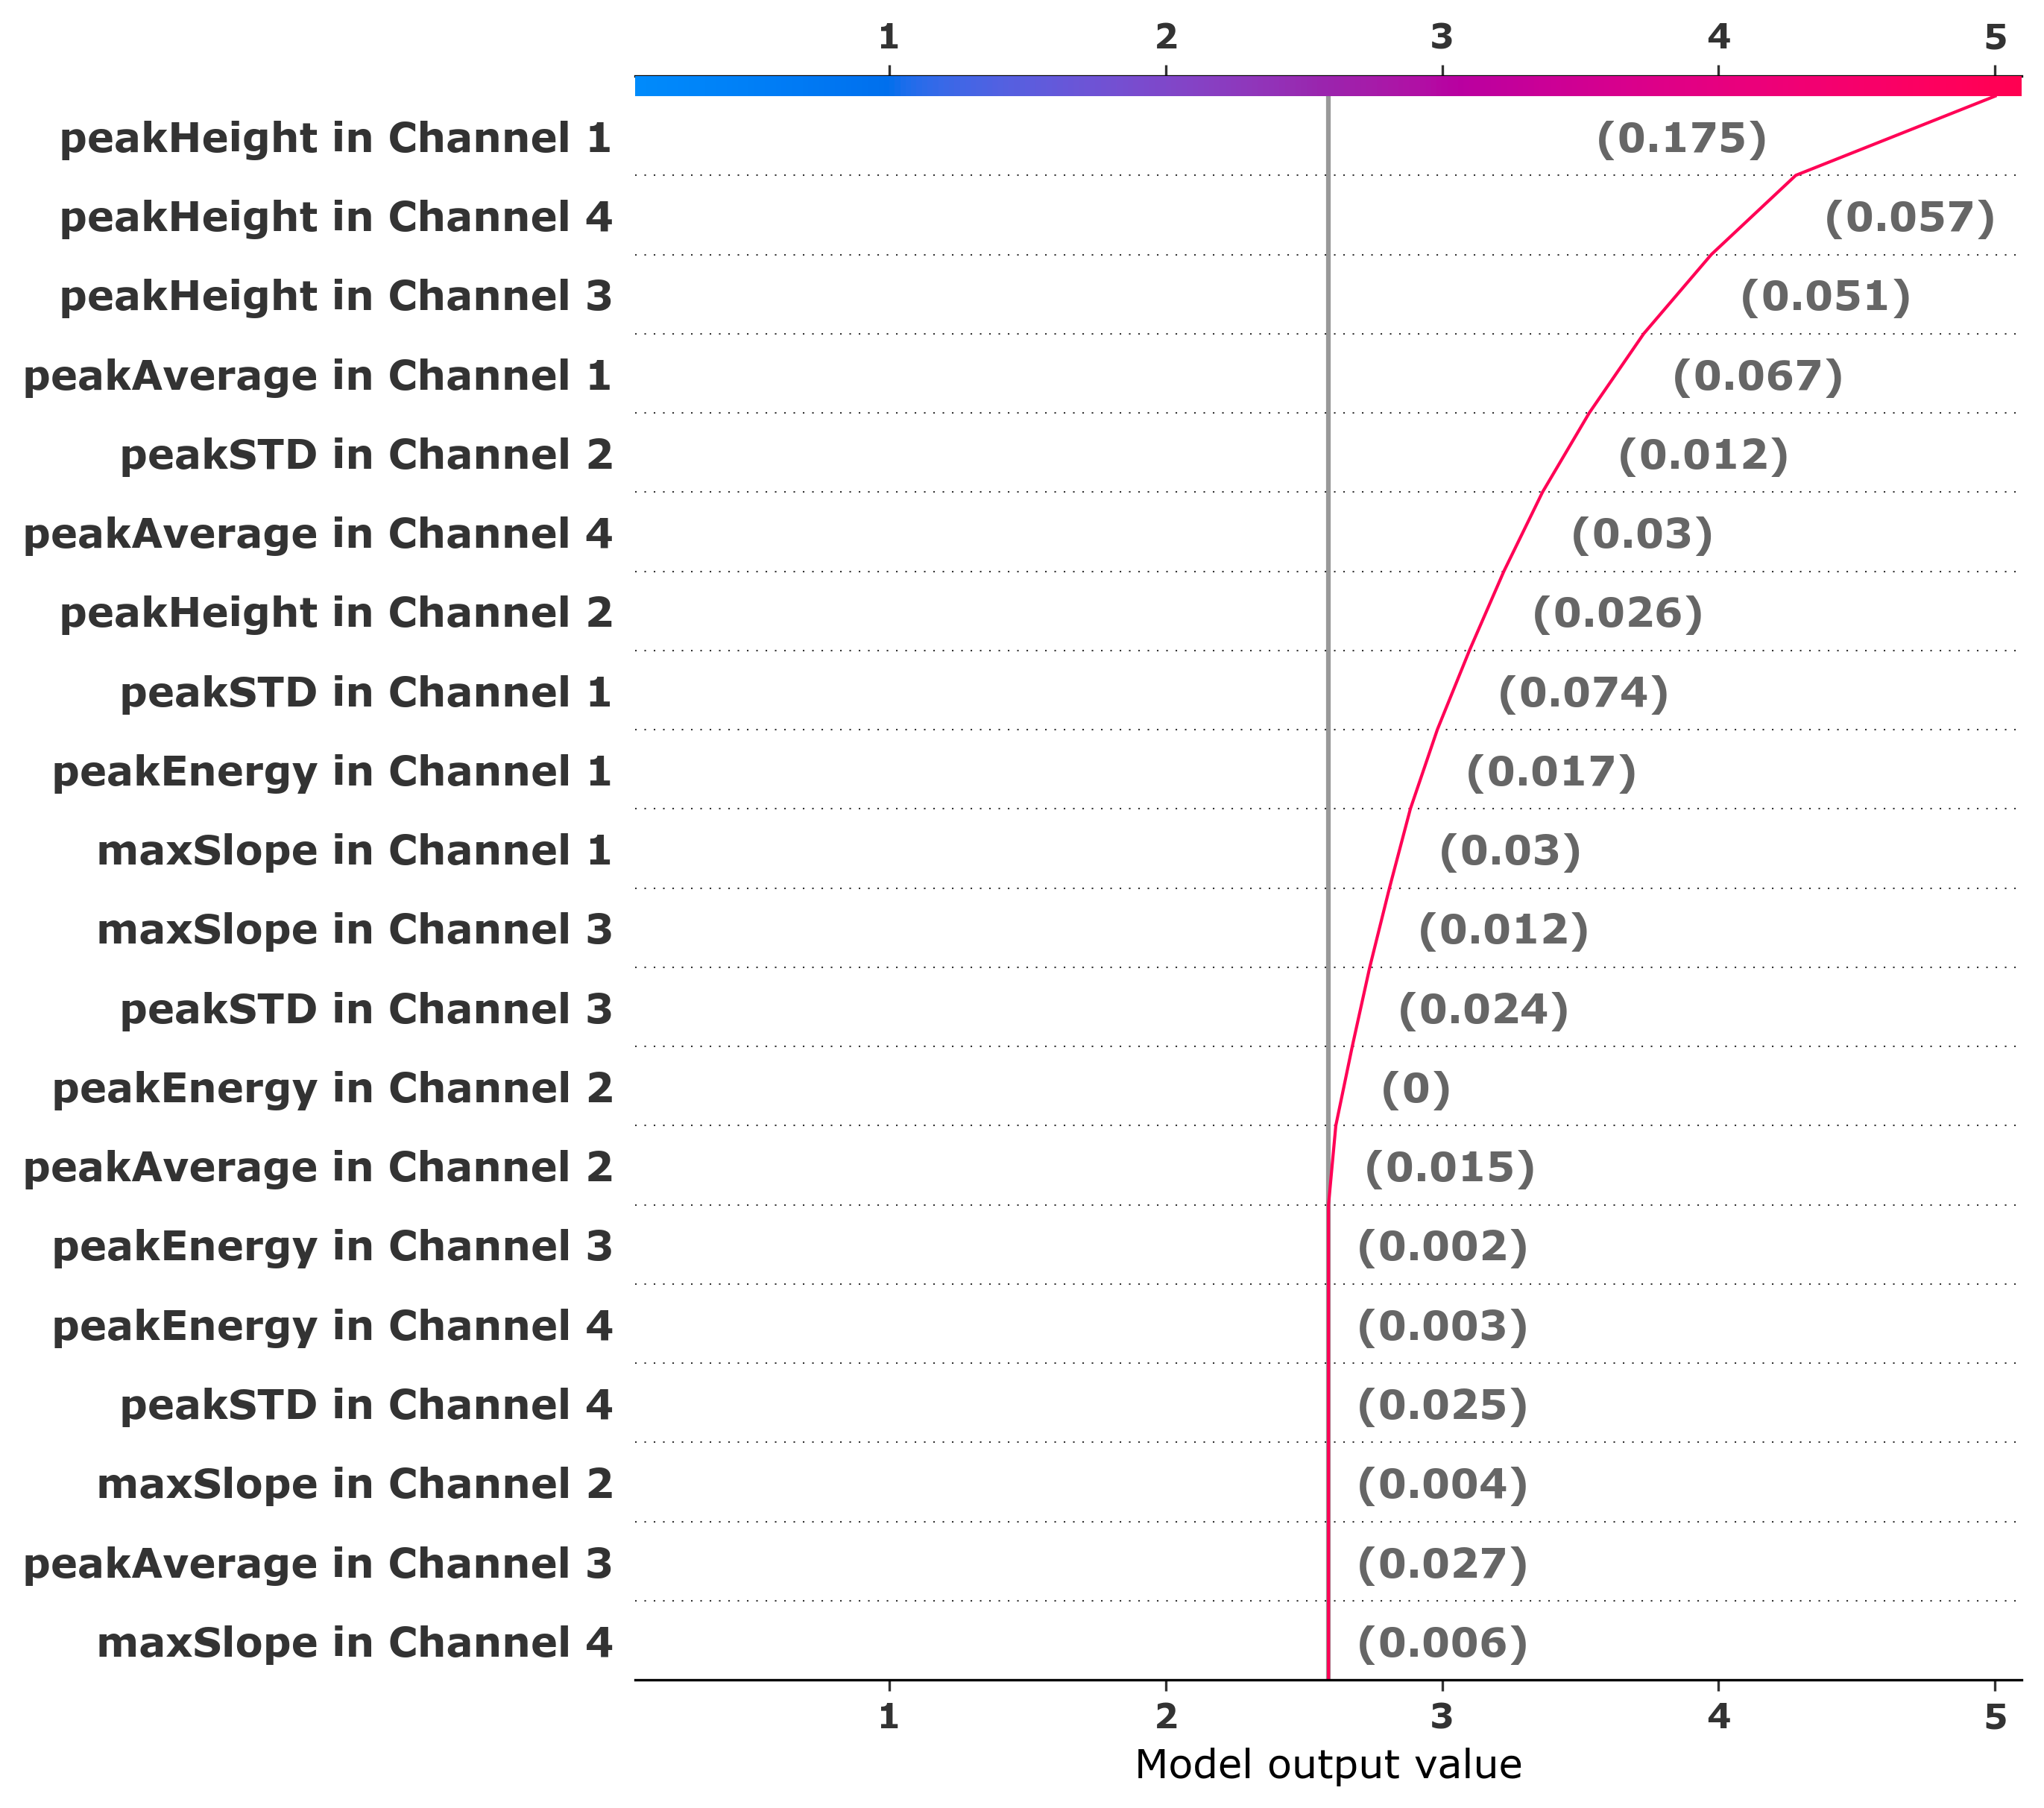 1 2 3 4 5
peakHeight in Channel 1 (0.175)
peakHeight in Channel 4 (0.057)
peakHeight in Channel 3 (0.051)
peakAverage in Channel 1 (0.067)
peakSTD in Channel 2 (0.012)
peakAverage in Channel 4 (0.03)
peakHeight in Channel 2 (0.026)
peakSTD in Channel 1 (0.074)
peakEnergy in Channel 1 (0.017)
maxSlope in Channel 1 (0.03)
maxSlope in Channel 3 (0.012)
peakSTD in Channel 3 (0.024)
peakEnergy in Channel 2 (0)
peakAverage in Channel 2 (0.015)
peakEnergy in Channel 3 (0.002)
peakEnergy in Channel 4 (0.003)
peakSTD in Channel 4 (0.025)
maxSlope in Channel 2 (0.004)
peakAverage in Channel 3 (0.027)
maxSlope in Channel 4 (0.006)
1 2 3 4 5
Model output value